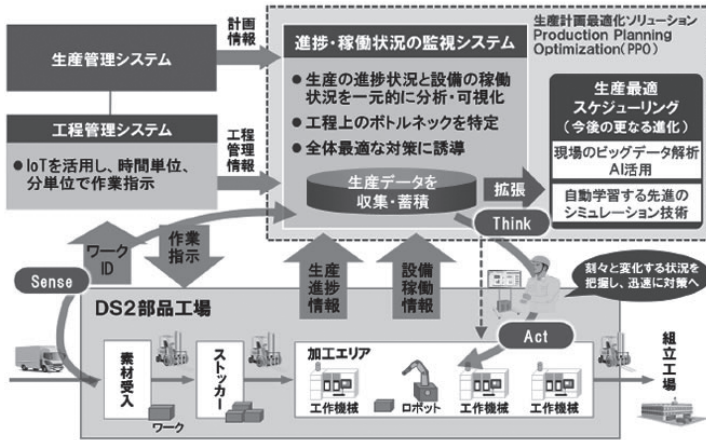 生産計画最適化ソリューション
Production Planning
Optimization(PPO)
計画
情報
生産管理システム
進捗・稼働状況の監視システム
●生産の進捗状況と設備の稼働
状況を一元的に分析・可視化
●工程上のボトルネックを特定
●全体最適な対策に誘導
生産データを
収集・蓄積
工程管理システム
●IoTを活用し、時間単位、
分単位で作業指示
工程
管理
情報
拡張
生産最適
スケジューリング
(今後の更なる進化)
現場のビッグデータ解析
AI活用
自動学習する先進の
シミュレーション技術
Think
Sense
ワーク
ID
作業
指示
生産
進捗
情報
設備
稼働
情報
刻々と変化する状況を
把握し、迅速に対策へ
DS2部品工場
Act
素材受入
ワーク
ストッカー
加工エリア
工作機械
ロボット
工作機械
工作機械
組立工場